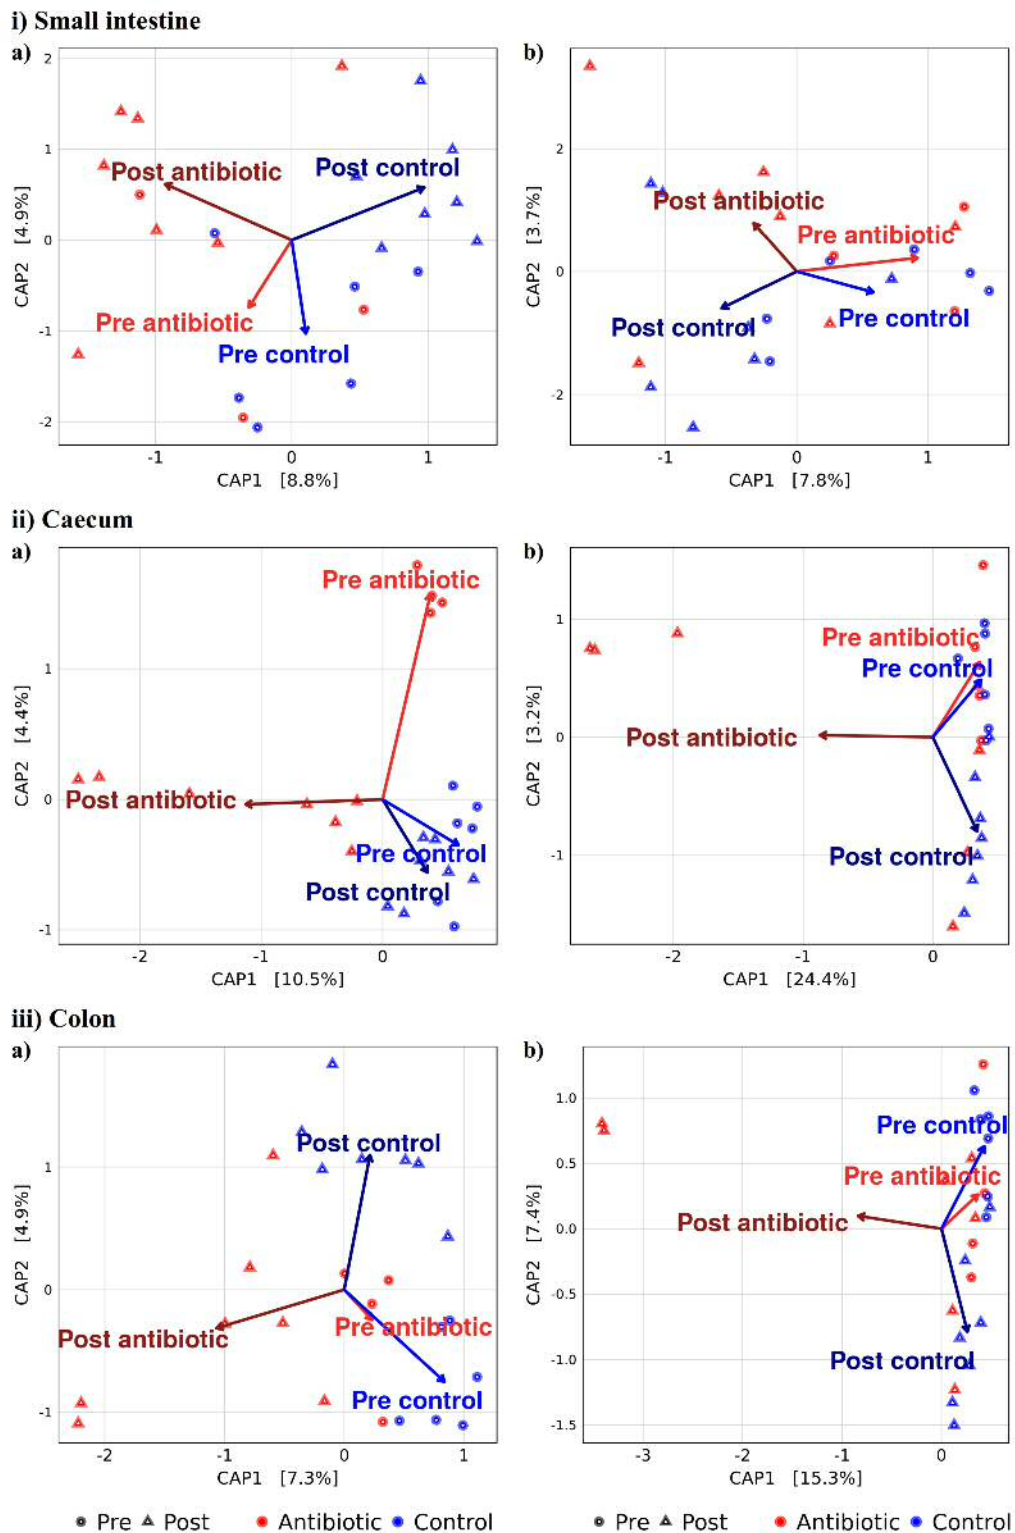 i) Small intestine
a)
b)
2
1
0
-1
-2
CAP2 [4.9%]
Post antibiotic
Post control
Pre antibiotic
Pre control
-1
0
1
CAP1 [8.8%]
2
0
-2
CAP2 [3.7%]
Post antibiotic
Pre antibiotic
Post control
Pre control
-1
0
1
CAP1 [7.8%]
ii) Caecum
a)
b)
1
0
-1
CAP2 [4.4%]
Pre antibiotic
Post antibiotic
Pre control
Post control
-2
-1
0
CAP1 [10.5%]
1
0
-1
CAP2 [3.2%]
Pre antibiotic
Pre control
Post antibiotic
Post control
-2
-1
0
CAP1 [24.4%]
iii) Colon
a)
b)
1
0
-1
CAP2 [4.9%]
Post control
Pre antibiotic
Post antibiotic
Pre control
-2
-1
0
1
CAP1 [7.3%]
1.0
0.5
0.0
-0.5
-1.0
-1.5
CAP2 [7.4%]
Pre control
Pre antibiotic
Post antibiotic
Post control
-3
-2
-1
0
CAP1 [15.3%]
Pre Post Antibiotic Control
Pre Post Antibiotic Control